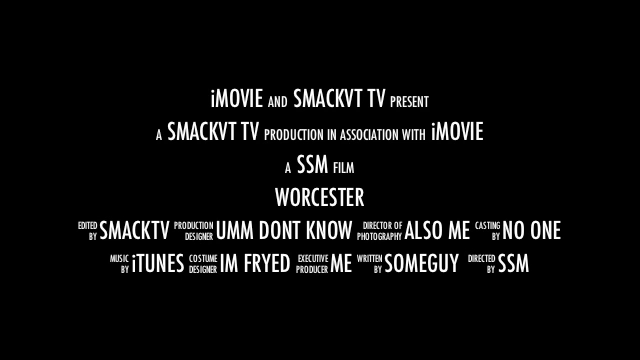 iMOVIE AND SMACKVT TV PRESENT
A SMACKVT TV PRODUCTION IN ASSOCIATION WITH iMOVIE
A SSM FILM
WORCESTER
EDITED BY SMACKTV PRODUCTION DESIGNER UMM DONT KNOW DIRECTOR OF PHOTOGRAPHY ALSO ME CASTING BY NO ONE
MUSIC BY iTUNES COSTUME DESIGNER IM FRYED EXECUTIVE PRODUCER ME WRITTEN BY SOMEGUY DIRECTED BY SSM